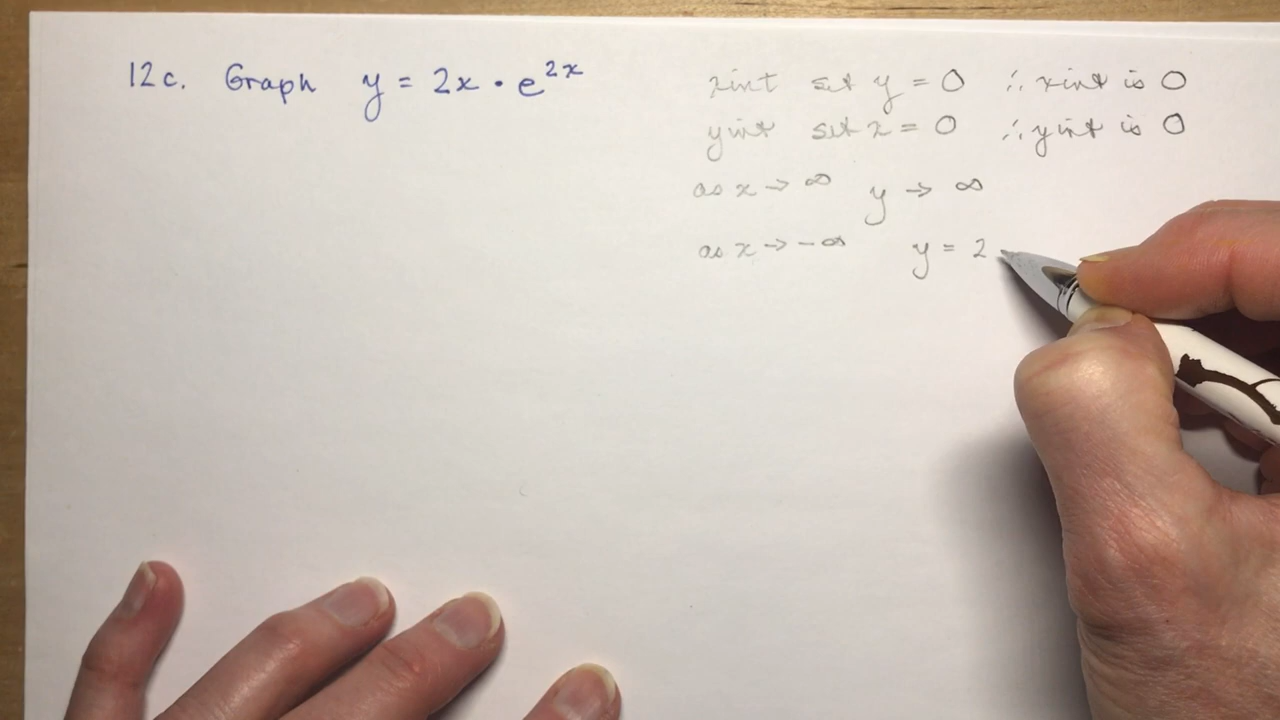 12c. Graph y = 2x · e^2x
xint set y = 0 ∴ xint is 0
yint set x = 0 ∴ yint is 0
as x → ∞ y → ∞
as x → -∞ y = 2